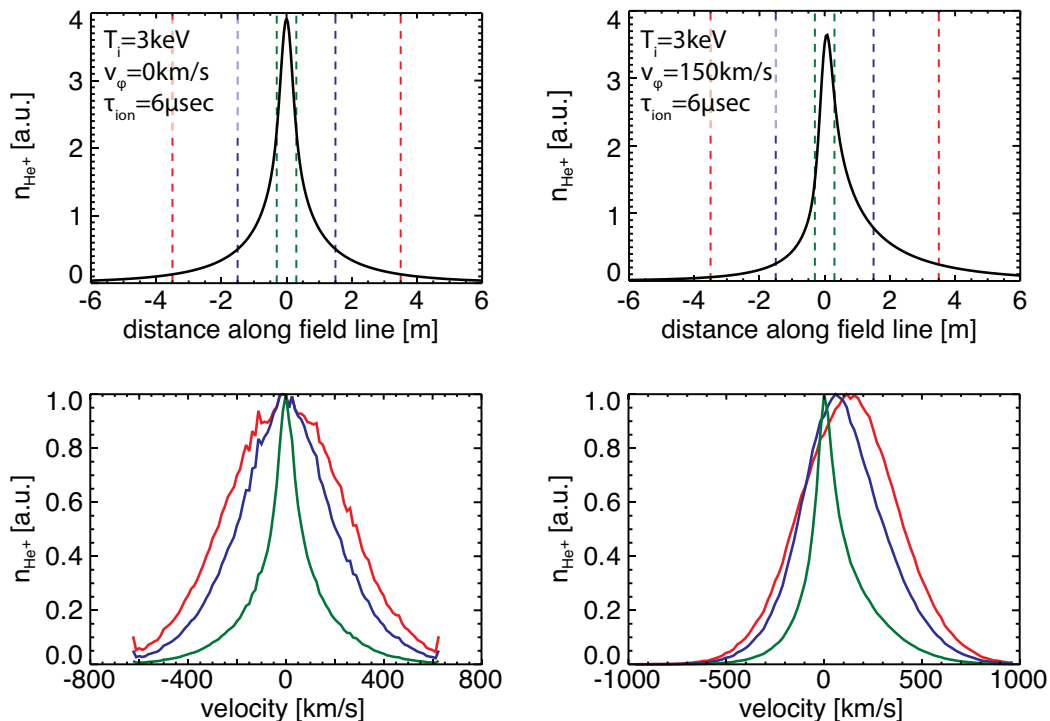 4
3
2
1
0
n_He⁺ [a.u.]
T_i=3keV
v_φ=0km/s
τ_ion=6μsec
-6 -4 -2 0 2 4 6
distance along field line [m]
4
3
2
1
0
n_He⁺ [a.u.]
T_i=3keV
v_φ=150km/s
τ_ion=6μsec
-6 -4 -2 0 2 4 6
distance along field line [m]
1.0
0.8
0.6
0.4
0.2
0.0
n_He⁺ [a.u.]
-800 -400 0 400 800
velocity [km/s]
1.0
0.8
0.6
0.4
0.2
0.0
n_He⁺ [a.u.]
-1000 -500 0 500 1000
velocity [km/s]